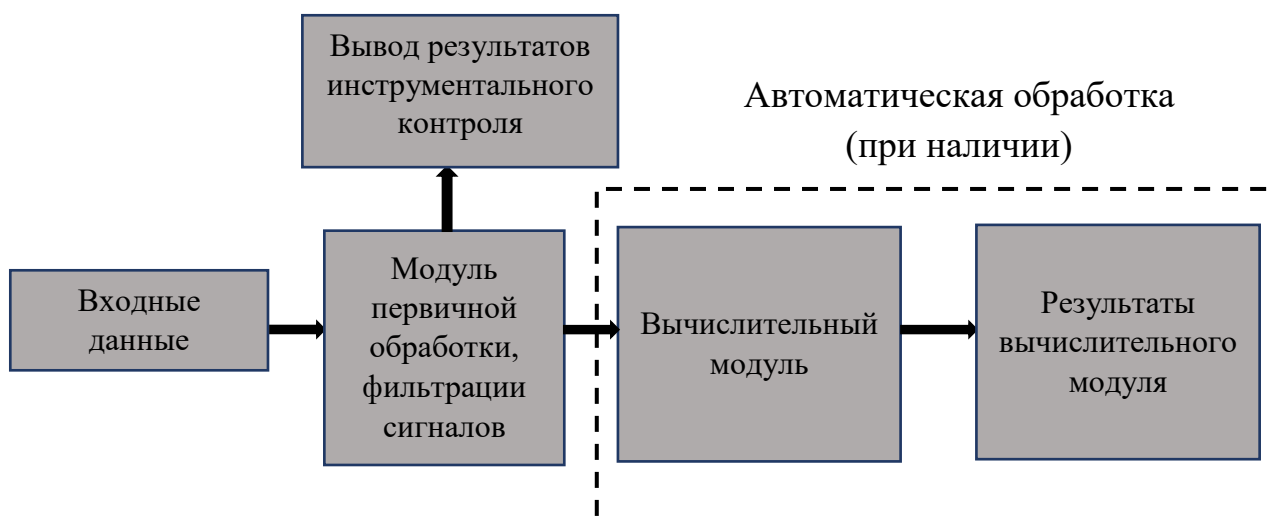 Вывод результатов
инструментального
контроля
Автоматическая обработка
(при наличии)
Входные
данные
Модуль
первичной
обработки,
фильтрации
сигналов
Вычислительный
модуль
Результаты
вычислительного
модуля